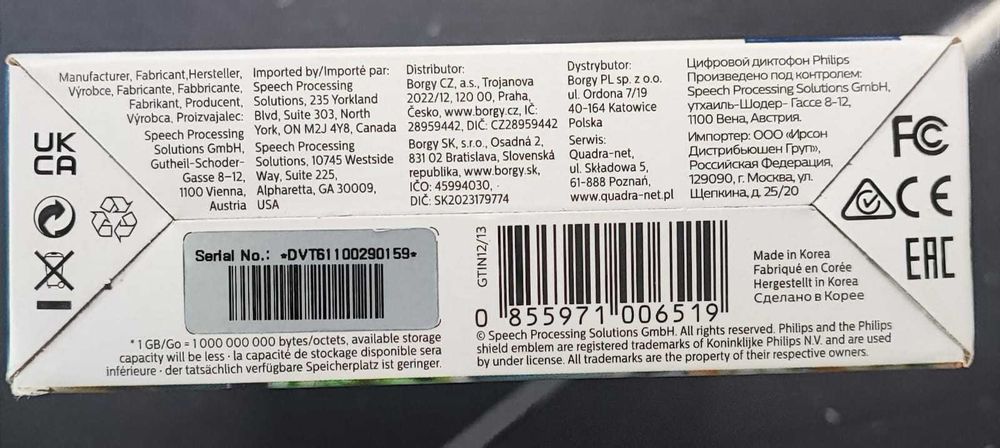 UK
CA
Manufacturer, Fabricant,Hersteller,
Výrobce, Fabricante, Fabbricante,
Fabrikant, Producent,
Výrobca, Proizvajalec:
Speech Processing
Solutions GmbH,
Gutheil-Schoder-
Gasse 8-12,
1100 Vienna,
Austria
Imported by/Importé par:
Speech Processing
Solutions, 235 Yorkland
Blvd, Suite 303, North
York, ON M2J 4Y8, Canada
Speech Processing
Solutions, 10745 Westside
Way, Suite 225,
Alpharetta, GA 30009,
USA
Distributor:
Borgy CZ, a.s., Trojanova
2022/12, 120 00, Praha,
Česko, www.borgy.cz, IČ:
28959442, DIČ: CZ28959442
Borgy SK, s.r.o., Osadná 2,
831 02 Bratislava, Slovenská
republika, www.borgy.sk,
IČO: 45994030,
DIČ: SK2023179774
Dystrybutor:
Borgy PL sp. z o.o.
ul. Ordona 7/19
40-164 Katowice
Polska
Serwis:
Quadra-net,
ul. Składowa 5,
61-888 Poznań,
www.quadra-net.pl
Цифровой диктофон Philips
Произведено под контролем:
Speech Processing Solutions GmbH,
утхаиль-Шодер- Гассе 8-12,
1100 Вена, Австрия.
Импортер: ООО «Ирсон
Дистрибьюшен Груп»,
Российская Федерация,
129090, г. Москва, ул.
Щепкина, д. 25/20
FC
CE
EAC
Serial No.: *DVT61100290159*
*1 GB/Go = 1 000 000 000 bytes/octets, available storage
capacity will be less · la capacité de stockage disponible sera
inférieure · der tatsächlich verfügbare Speicherplatz ist geringer.
GTIN12/13
0 855971 006519
Made in Korea
Fabriqué en Corée
Hergestellt in Korea
Сделано в Корее
© Speech Processing Solutions GmbH. All rights reserved. Philips and the Philips
shield emblem are registered trademarks of Koninklijke Philips N.V. and are used
by under license. All trademarks are the property of their respective owners.